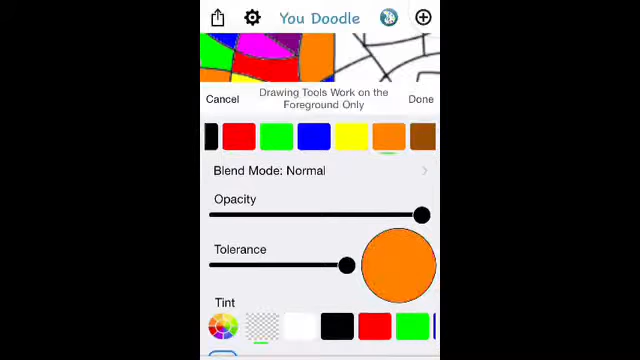 You Doodle
Cancel
Drawing Tools Work on the
Foreground Only
Done
Blend Mode: Normal
Opacity
Tolerance
Tint